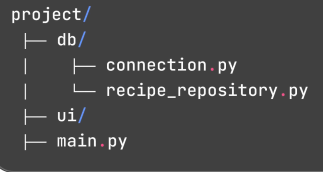 project/
├── db/
│   ├── connection.py
│   └── recipe_repository.py
├── ui/
├── main.py